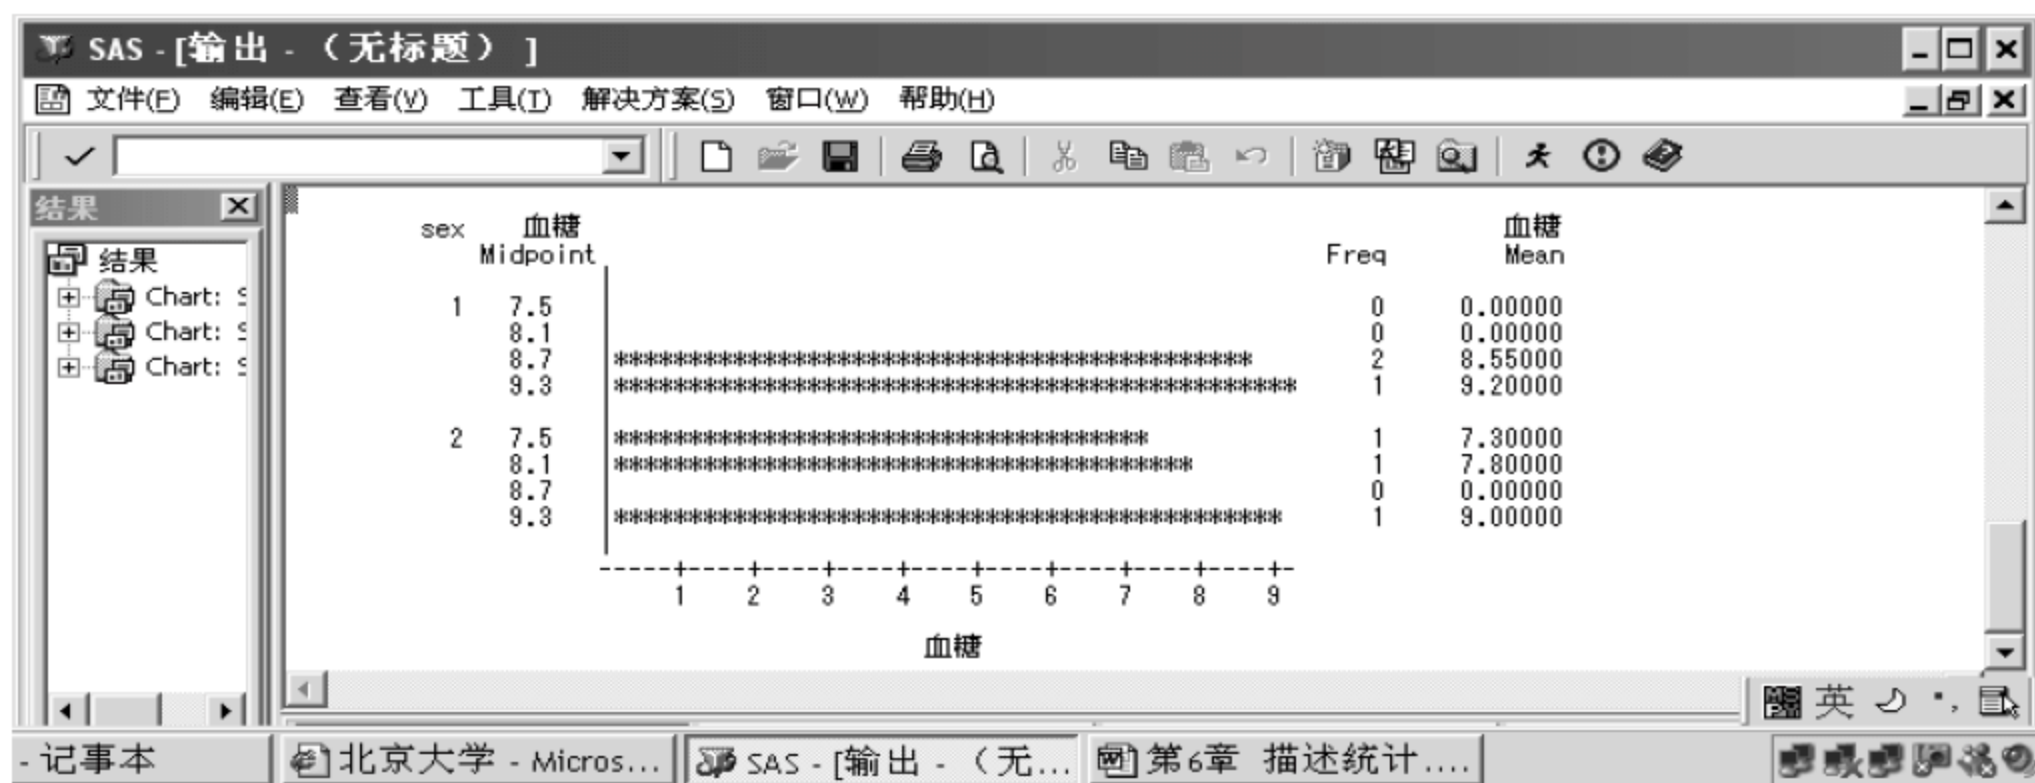 SAS - [输出 - （无标题） ]
文件(F) 编辑(E) 查看(V) 工具(T) 解决方案(S) 窗口(W) 帮助(H)
结果
结果
Chart: S
Chart: S
Chart: S
sex 血糖 血糖
Midpoint Freq Mean
1 7.5 0 0.00000
8.1 0 0.00000
8.7 ******************************************* 2 8.55000
9.3 ********************************************** 1 9.20000
2 7.5 ************************************ 1 7.30000
8.1 *************************************** 1 7.80000
8.7 0 0.00000
9.3 ********************************************* 1 9.00000
-----+----+----+----+----+----+----+----+----+-
1 2 3 4 5 6 7 8 9
血糖
英
- 记事本 北京大学 - Micros... SAS - [输出 - （无... 第6章 描述统计....